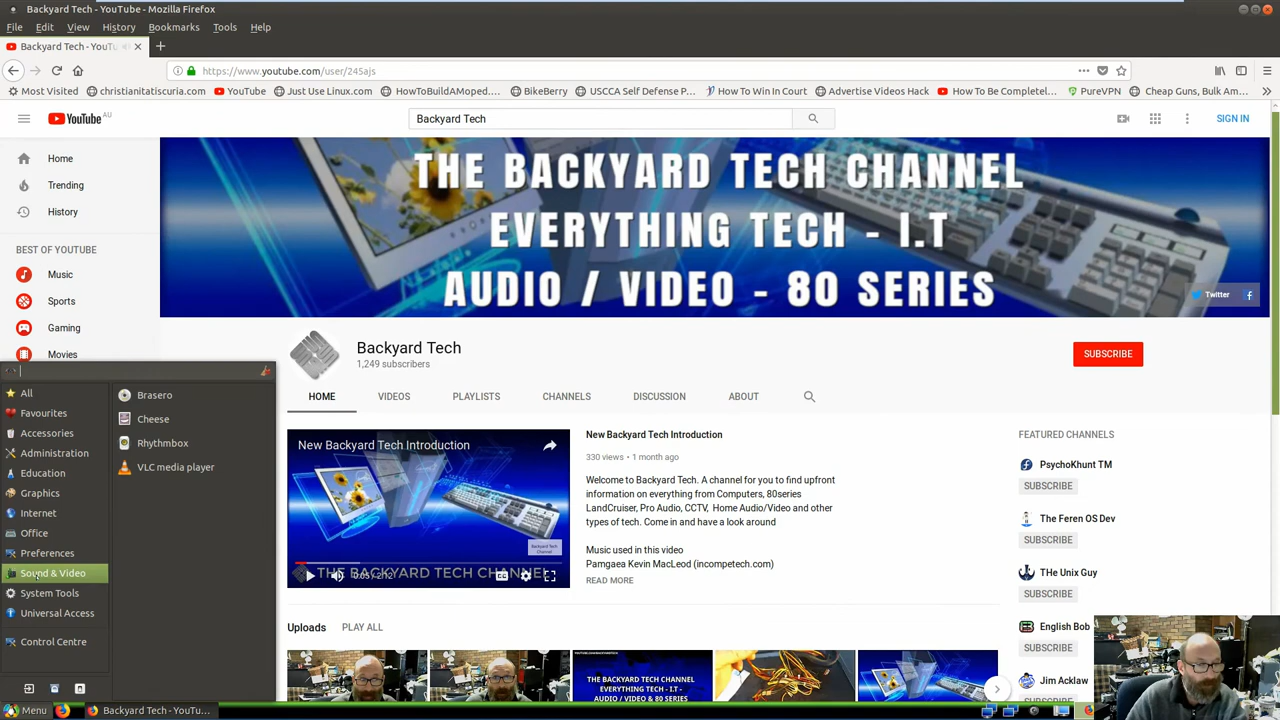 Backyard Tech - YouTube - Mozilla Firefox
File Edit View History Bookmarks Tools Help
Backyard Tech - YouTu
https://www.youtube.com/user/245ajs
Most Visited christianitatiscuria.com YouTube Just Use Linux.com HowToBuildAMoped.... BikeBerry USCCA Self Defense P... How To Win In Court Advertise Videos Hack How To Be Completel... PureVPN Cheap Guns, Bulk Am...
YouTube AU
Backyard Tech
SIGN IN
Home
Trending
History
BEST OF YOUTUBE
Music
Sports
Gaming
Movies
THE BACKYARD TECH CHANNEL
EVERYTHING TECH - I.T
AUDIO / VIDEO - 80 SERIES
Twitter
Backyard Tech
1,249 subscribers
SUBSCRIBE
HOME VIDEOS PLAYLISTS CHANNELS DISCUSSION ABOUT
All
Favourites
Accessories
Administration
Education
Graphics
Internet
Office
Preferences
Sound & Video
System Tools
Universal Access
Control Centre
Brasero
Cheese
Rhythmbox
VLC media player
New Backyard Tech Introduction
Backyard Tech
Channel
THE BACKYARD TECH CHANNEL
New Backyard Tech Introduction
330 views • 1 month ago
Welcome to Backyard Tech. A channel for you to find upfront
information on everything from Computers, 80series
LandCruiser, Pro Audio, CCTV, Home Audio/Video and other
types of tech. Come in and have a look around
Music used in this video
Pamgaea Kevin MacLeod (incompetech.com)
READ MORE
FEATURED CHANNELS
PsychoKhunt TM
SUBSCRIBE
The Feren OS Dev
SUBSCRIBE
THe Unix Guy
SUBSCRIBE
English Bob
SUBSCRIBE
Jim Acklaw
Uploads PLAY ALL
THE BACKYARD TECH CHANNEL
EVERYTHING TECH - I.T -
AUDIO & VIDEO - 80 SERIES
Menu Backyard Tech - YouT...